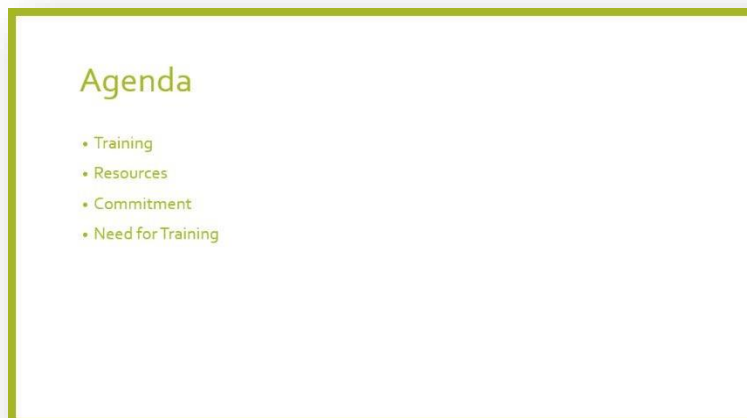 Agenda
• Training
• Resources
• Commitment
• Need for Training